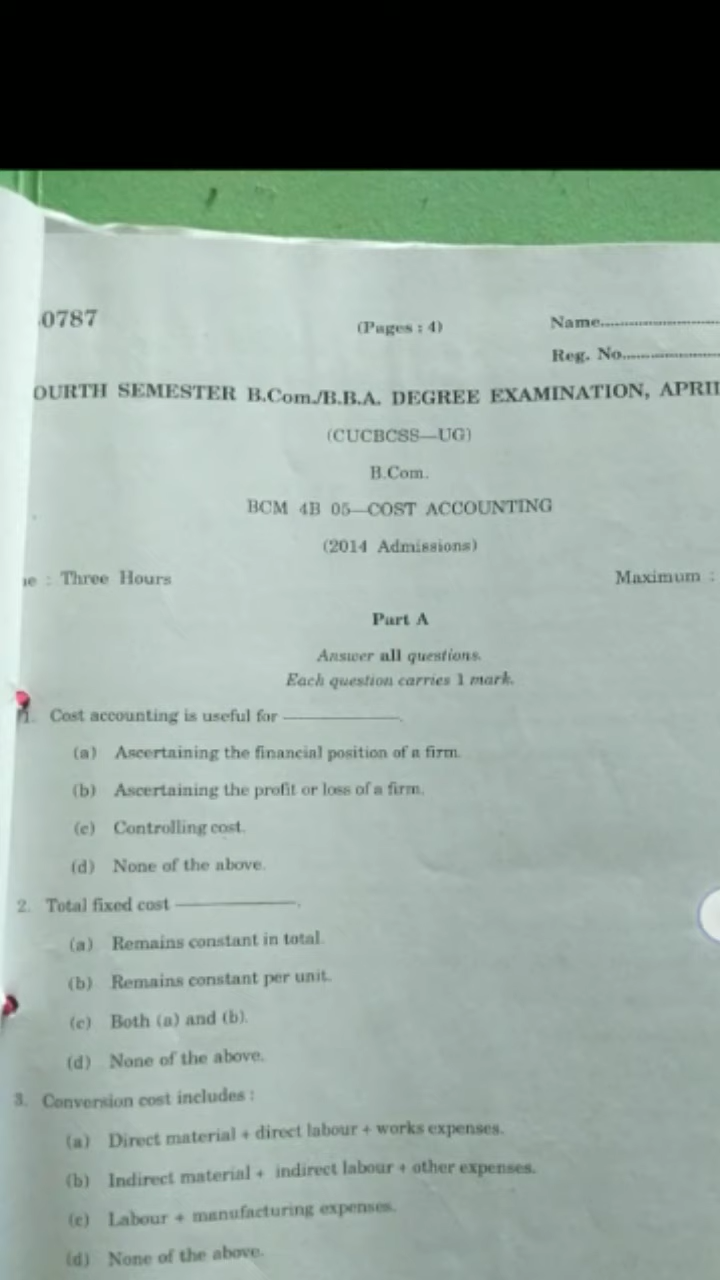 0787
(Pages : 4)
Name
Reg. No.
OURTH SEMESTER B.Com./B.B.A. DEGREE EXAMINATION, APRI
(CUCBCSS—UG)
B.Com.
BCM 4B 05—COST ACCOUNTING
(2014 Admissions)
e : Three Hours
Maximum :
Part A
Answer all questions.
Each question carries 1 mark.
1. Cost accounting is useful for ————.
(a) Ascertaining the financial position of a firm.
(b) Ascertaining the profit or loss of a firm.
(c) Controlling cost.
(d) None of the above.
2. Total fixed cost ————.
(a) Remains constant in total.
(b) Remains constant per unit.
(c) Both (a) and (b).
(d) None of the above.
3. Conversion cost includes :
(a) Direct material + direct labour + works expenses.
(b) Indirect material + indirect labour + other expenses.
(c) Labour + manufacturing expenses.
(d) None of the above.